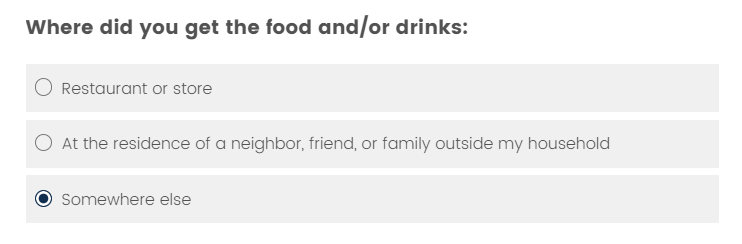 Where did you get the food and/or drinks:
Restaurant or store
At the residence of a neighbor, friend, or family outside my household
Somewhere else